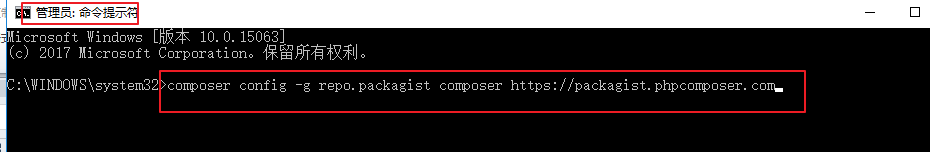 管理员: 命令提示符
Microsoft Windows [版本 10.0.15063]
(c) 2017 Microsoft Corporation。保留所有权利。
C:\WINDOWS\system32>composer config -g repo.packagist composer https://packagist.phpcomposer.com